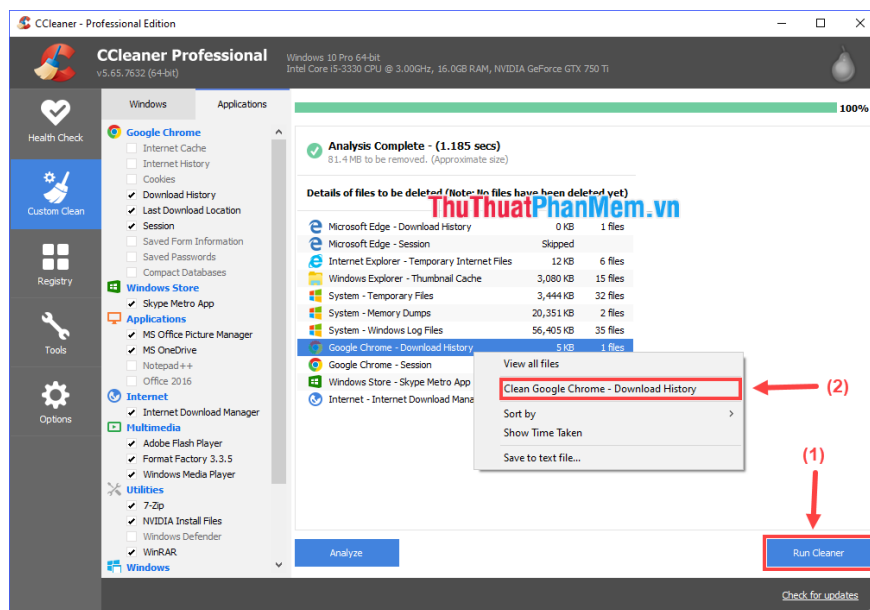 CCleaner - Professional Edition
CCleaner Professional
v5.65.7632 (64-bit)
Windows 10 Pro 64-bit
Intel Core i5-3330 CPU @ 3.00GHz, 16.0GB RAM, NVIDIA GeForce GTX 750 Ti
Health Check
Custom Clean
Registry
Tools
Options
Windows Applications
Google Chrome
Internet Cache
Internet History
Cookies
Download History
Last Download Location
Session
Saved Form Information
Saved Passwords
Compact Databases
Windows Store
Skype Metro App
Applications
MS Office Picture Manager
MS OneDrive
Notepad++
Office 2016
Internet
Internet Download Manager
Multimedia
Adobe Flash Player
Format Factory 3.3.5
Windows Media Player
Utilities
7-Zip
NVIDIA Install Files
Windows Defender
WinRAR
Windows
100%
Analysis Complete - (1.185 secs)
81.4 MB to be removed. (Approximate size)
Details of files to be deleted (Note: No files have been deleted yet)
ThuThuatPhanMem.vn
Microsoft Edge - Download History 0 KB 1 files
Microsoft Edge - Session Skipped
Internet Explorer - Temporary Internet Files 12 KB 6 files
Windows Explorer - Thumbnail Cache 3,080 KB 15 files
System - Temporary Files 3,444 KB 32 files
System - Memory Dumps 20,351 KB 2 files
System - Windows Log Files 56,405 KB 35 files
Google Chrome - Download History 5 KB 1 files
Google Chrome - Session
Windows Store - Skype Metro App
Internet - Internet Download Mana
View all files
Clean Google Chrome - Download History
Sort by
Show Time Taken
Save to text file...
(2)
(1)
Analyze
Run Cleaner
Check for updates